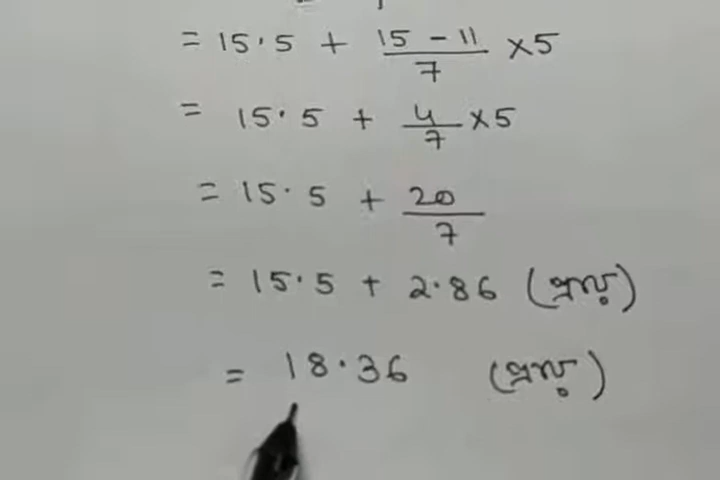 = 15.5 + 15 - 11 / 7 × 5
= 15.5 + 4/7 × 5
= 15.5 + 20/7
= 15.5 + 2.86 (প্রায়)
= 18.36 (প্রায়)